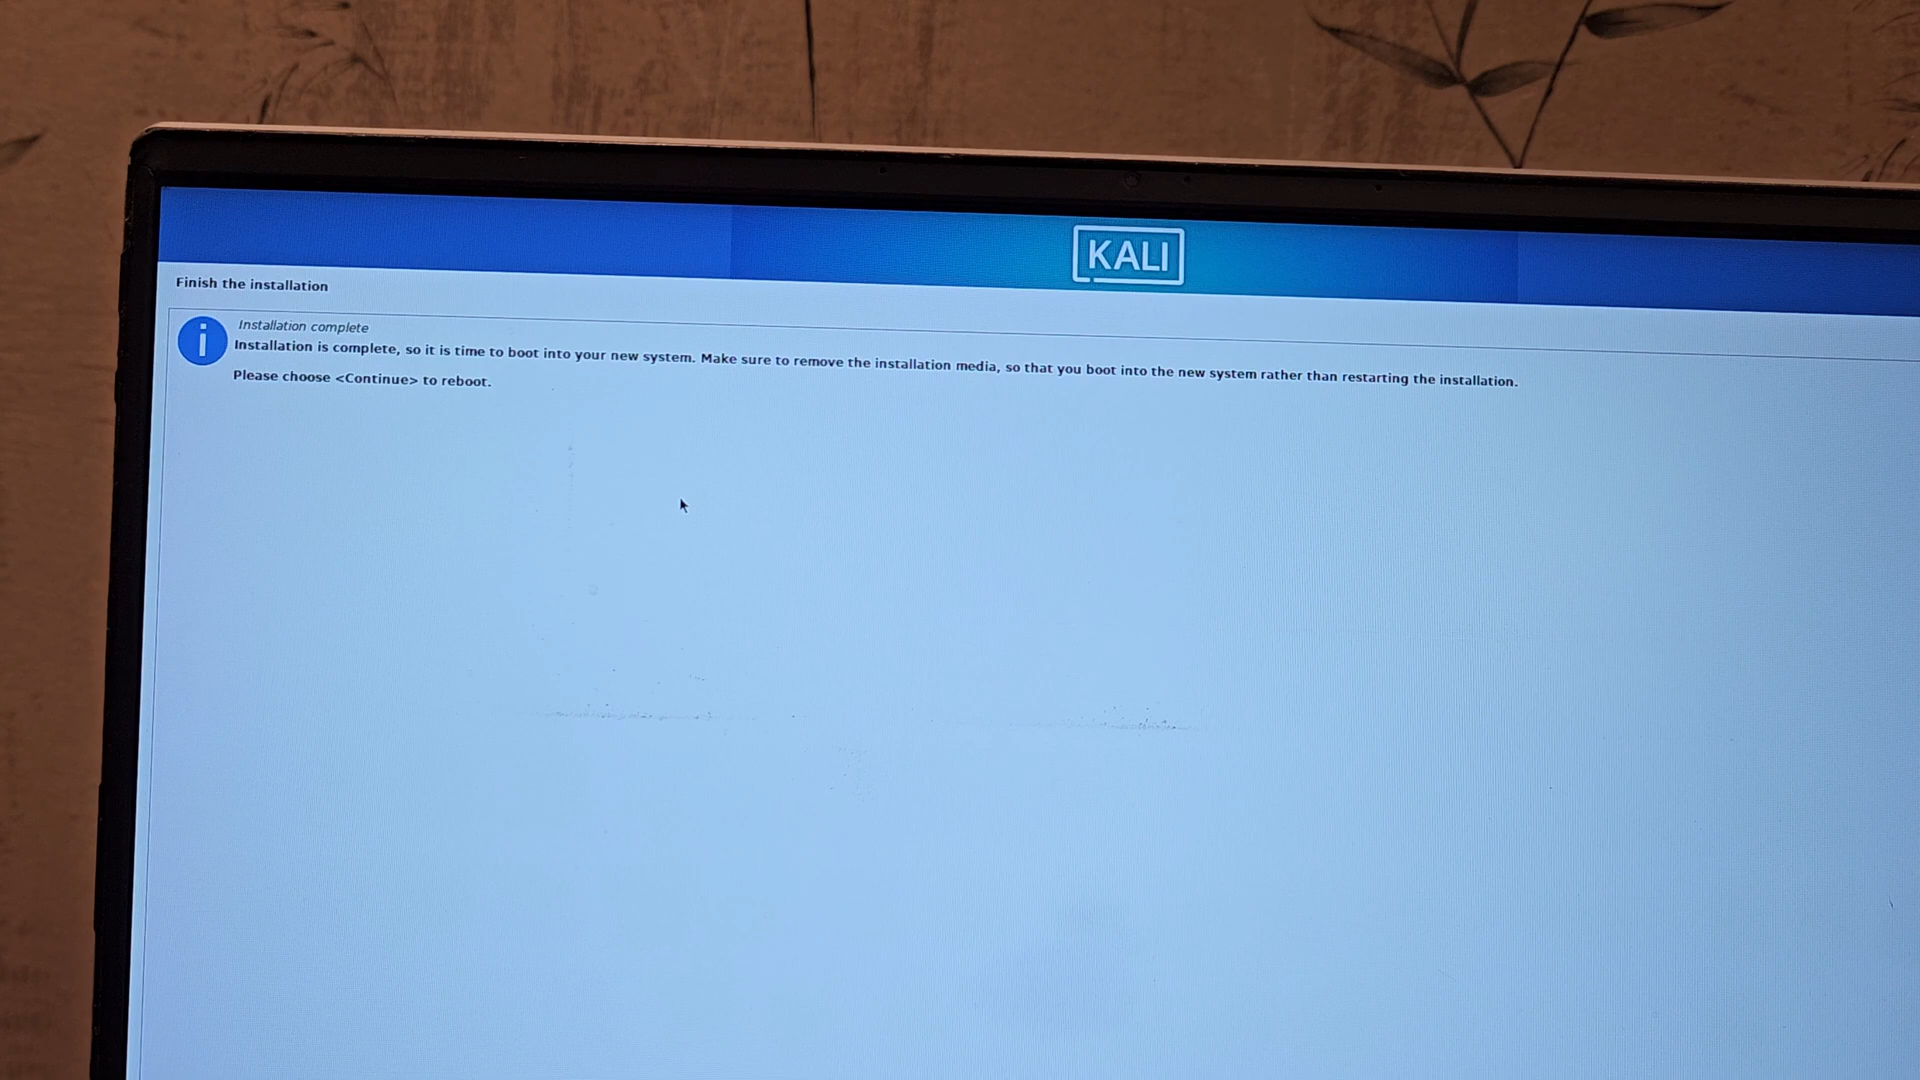 KALI
Finish the installation
Installation complete
Installation is complete, so it is time to boot into your new system. Make sure to remove the installation media, so that you boot into the new system rather than restarting the installation.
Please choose <Continue> to reboot.